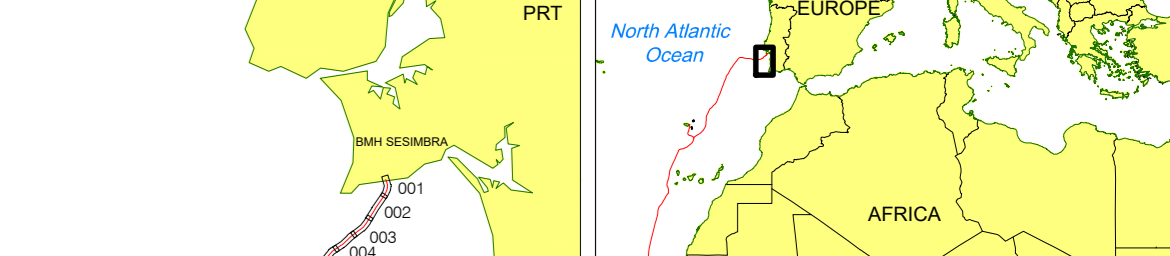 PRT
BMH SESIMBRA
001
002
003
004
EUROPE
North Atlantic
Ocean
AFRICA